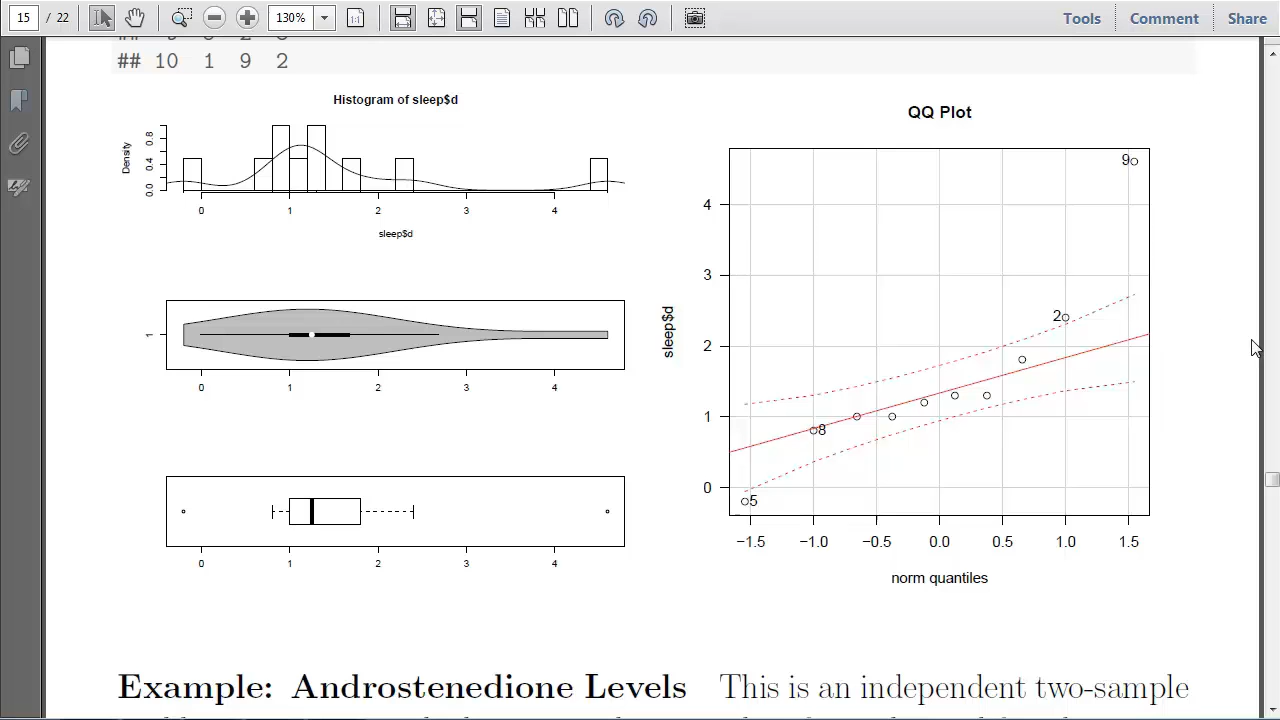 15 / 22 130% 1:1 Tools Comment Share
## 10 1 9 2
Histogram of sleep$d
Density
0.0 0.4 0.8
0 1 2 3 4
sleep$d
1
0 1 2 3 4
0 1 2 3 4
QQ Plot
sleep$d
4
3
2
1
0
9
2
8
5
−1.5 −1.0 −0.5 0.0 0.5 1.0 1.5
norm quantiles
Example: Androstenedione Levels This is an independent two-sample